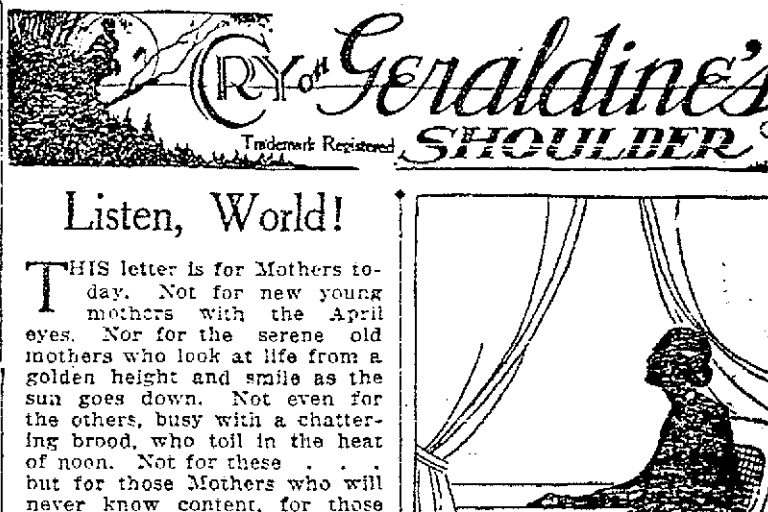 CRY on Geraldine's
SHOULDER
Trademark Registered
Listen, World!
THIS letter is for Mothers to-
day. Not for new young
mothers with the April
eyes. Nor for the serene old
mothers who look at life from a
golden height and smile as the
sun goes down. Not even for
the others, busy with a chatter-
ing brood, who toil in the heat
of noon. Not for these . . .
but for those Mothers who will
never know content, for those